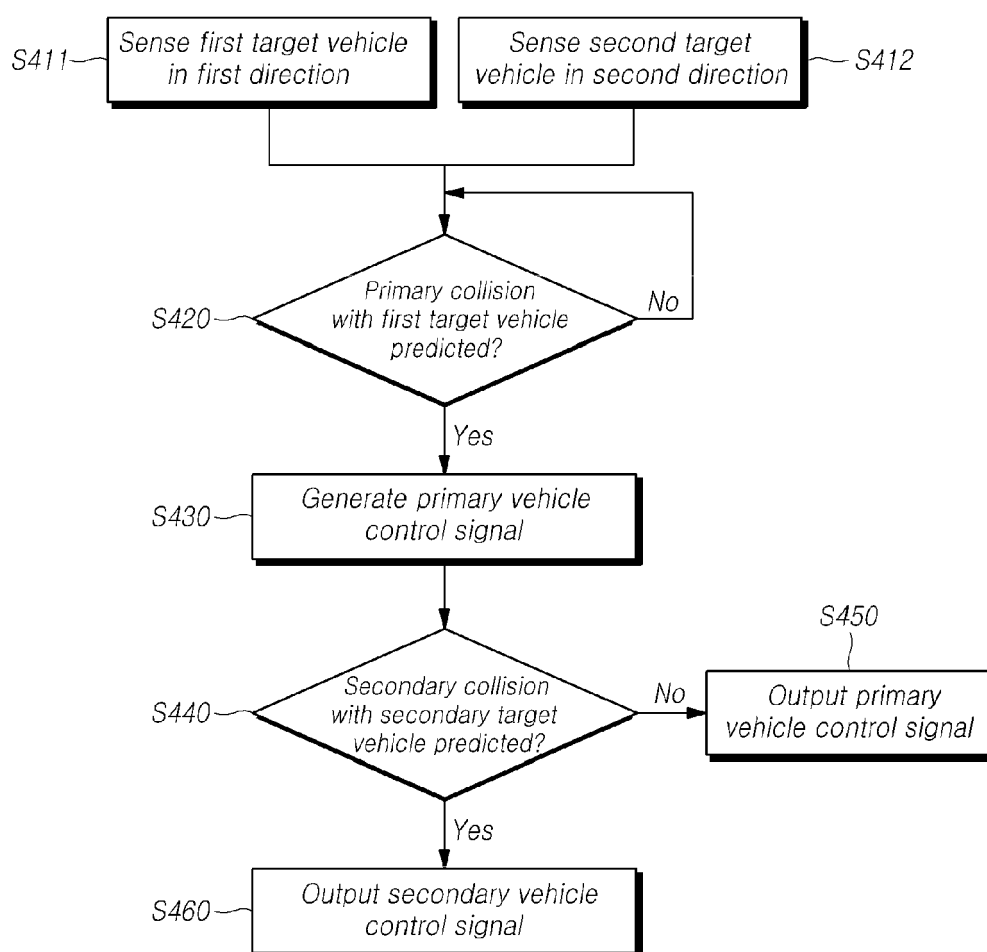 S411
Sense first target vehicle
in first direction
Sense second target
vehicle in second direction
S412
S420
Primary collision
with first target vehicle
predicted?
No
Yes
S430
Generate primary vehicle
control signal
S450
S440
Secondary collision
with secondary target
vehicle predicted?
No
Output primary
vehicle control signal
Yes
S460
Output secondary vehicle
control signal